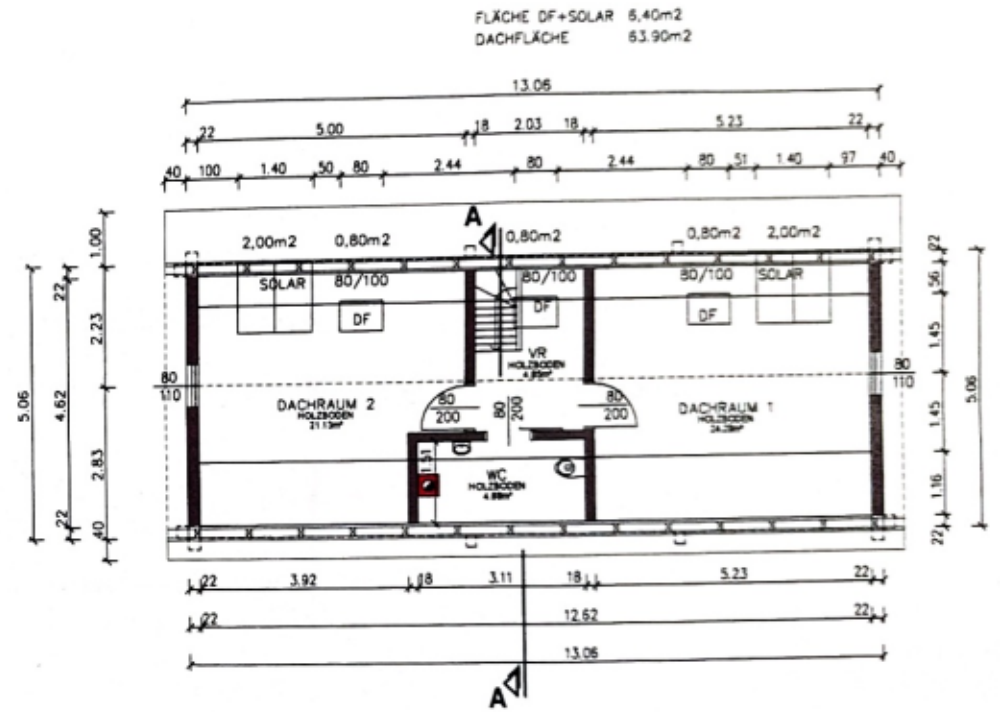 FLÄCHE DF+SOLAR 6,40m2
DACHFLÄCHE 63.90m2
13.06
22 5.00 18 2.03 18 5.23 22
40 100 1.40 50 80 2.44 80 2.44 80 51 1.40 97 40
A
1.00
2,00m2 0,80m2 0,80m2 0,80m2 2,00m2
22
22
SOLAR 80/100 80/100 80/100 SOLAR
56
DF DF DF
2.23
1.45
VR
HOLZBODEN
80
110
80
110
5.06
4.62
5.06
DACHRAUM 2
HOLZBODEN
21.13m²
80
200
80
200
80
200
DACHRAUM 1
HOLZBODEN
1.45
2.83
1.51
WC
HOLZBODEN
1.16
22
40
22
22 3.92 18 3.11 18 5.23 22
22 12.62 22
13.06
A